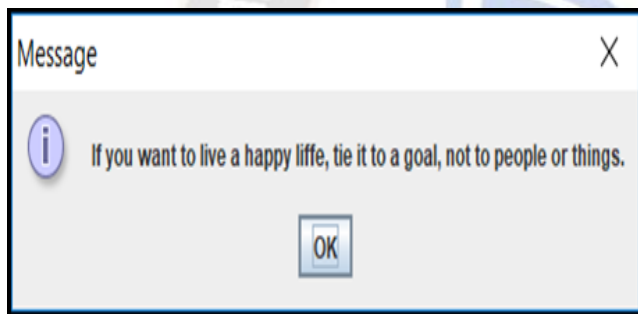 Message
If you want to live a happy liffe, tie it to a goal, not to people or things.
OK